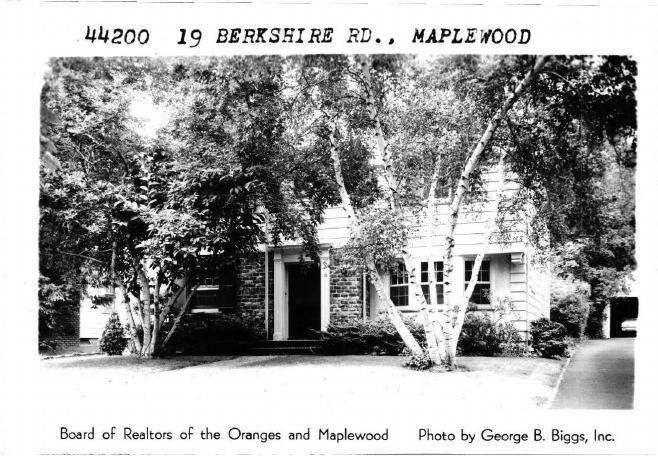 44200 19 BERKSHIRE RD., MAPLEWOOD
Board of Realtors of the Oranges and Maplewood Photo by George B. Biggs, Inc.